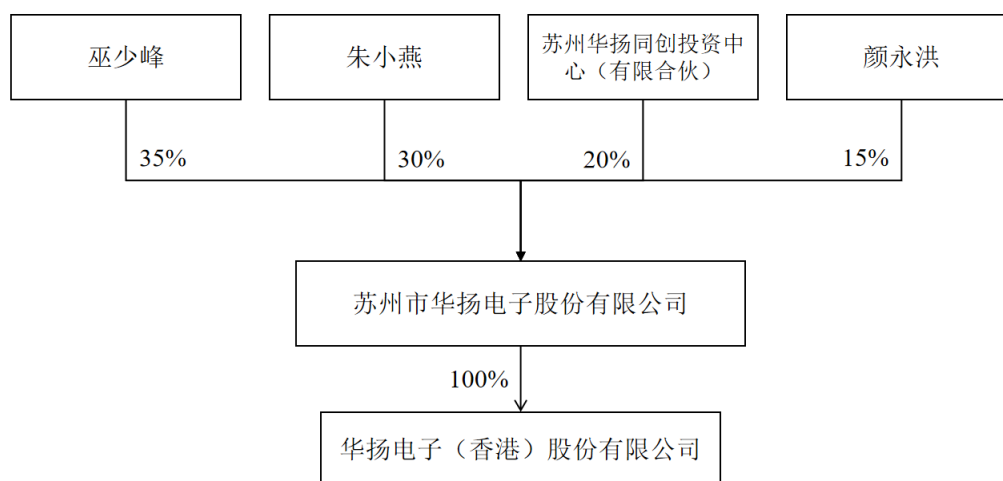 巫少峰
朱小燕
苏州华扬同创投资中
心（有限合伙）
颜永洪
35%
30%
20%
15%
苏州市华扬电子股份有限公司
100%
华扬电子（香港）股份有限公司